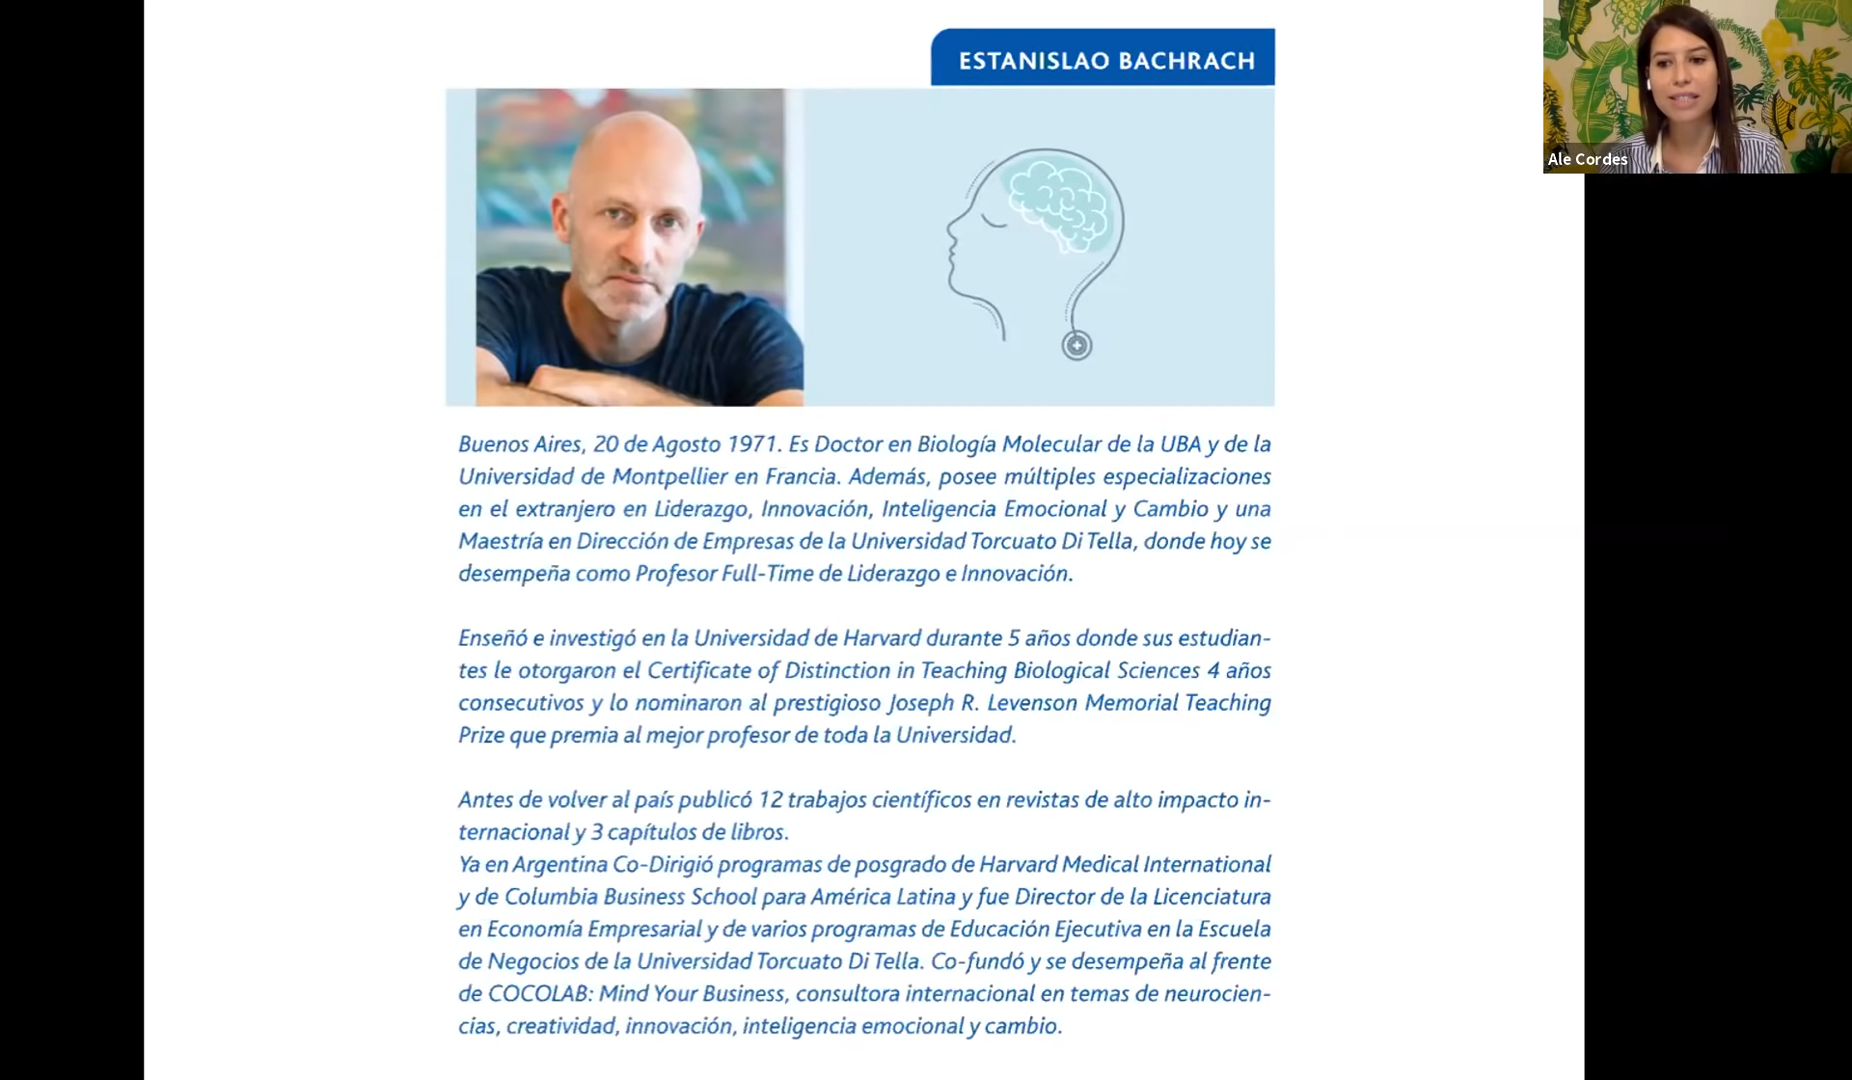 ESTANISLAO BACHRACH
Ale Cordes
Buenos Aires, 20 de Agosto 1971. Es Doctor en Biología Molecular de la UBA y de la
Universidad de Montpellier en Francia. Además, posee múltiples especializaciones
en el extranjero en Liderazgo, Innovación, Inteligencia Emocional y Cambio y una
Maestría en Dirección de Empresas de la Universidad Torcuato Di Tella, donde hoy se
desempeña como Profesor Full-Time de Liderazgo e Innovación.
Enseñó e investigó en la Universidad de Harvard durante 5 años donde sus estudian-
tes le otorgaron el Certificate of Distinction in Teaching Biological Sciences 4 años
consecutivos y lo nominaron al prestigioso Joseph R. Levenson Memorial Teaching
Prize que premia al mejor profesor de toda la Universidad.
Antes de volver al país publicó 12 trabajos científicos en revistas de alto impacto in-
ternacional y 3 capítulos de libros.
Ya en Argentina Co-Dirigió programas de posgrado de Harvard Medical International
y de Columbia Business School para América Latina y fue Director de la Licenciatura
en Economía Empresarial y de varios programas de Educación Ejecutiva en la Escuela
de Negocios de la Universidad Torcuato Di Tella. Co-fundó y se desempeña al frente
de COCOLAB: Mind Your Business, consultora internacional en temas de neurocien-
cias, creatividad, innovación, inteligencia emocional y cambio.